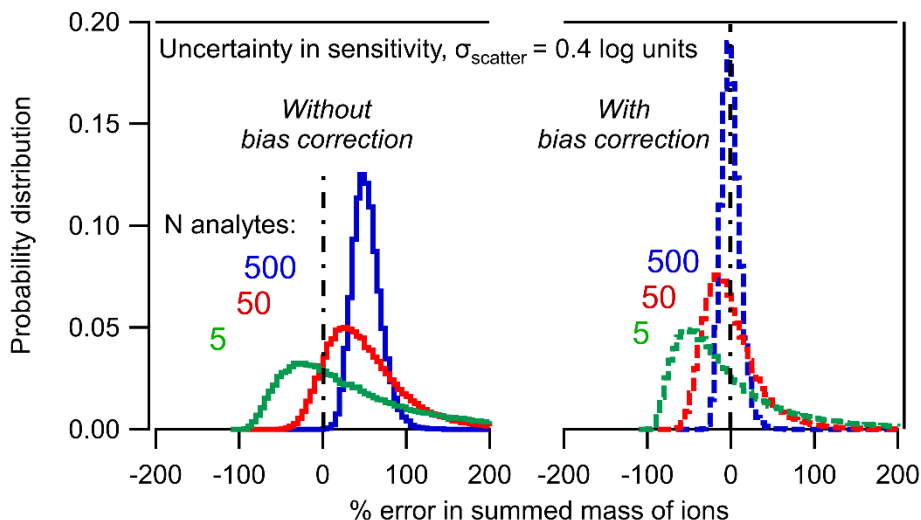 Uncertainty in sensitivity, σscatter = 0.4 log units
Without
bias correction
With
bias correction
N analytes:
500
50
5
500
50
5
Probability distribution
0.20
0.15
0.10
0.05
0.00
-200 -100 0 100 200
-200 -100 0 100 200
% error in summed mass of ions